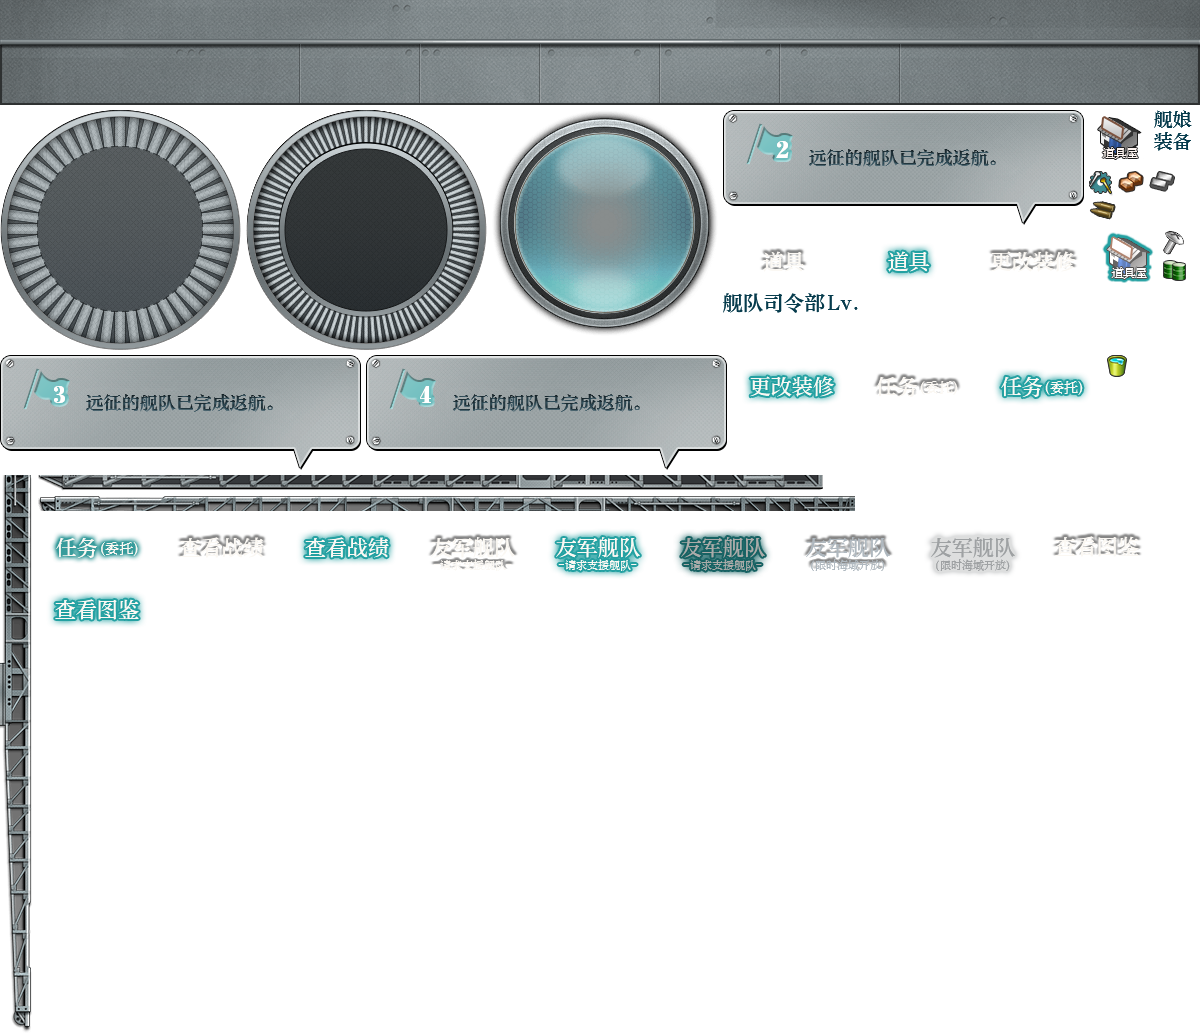 2
远征的舰队已完成返航。
道具屋
舰娘
装备
道具
道具
更改装修
道具屋
舰队司令部Lv.
3
远征的舰队已完成返航。
4
远征的舰队已完成返航。
更改装修
任务(委托)
任务(委托)
任务(委托)
查看战绩
查看战绩
友军舰队
-请求支援舰队-
友军舰队
-请求支援舰队-
友军舰队
-请求支援舰队-
友军舰队
(限时海域开放)
友军舰队
(限时海域开放)
查看图鉴
查看图鉴